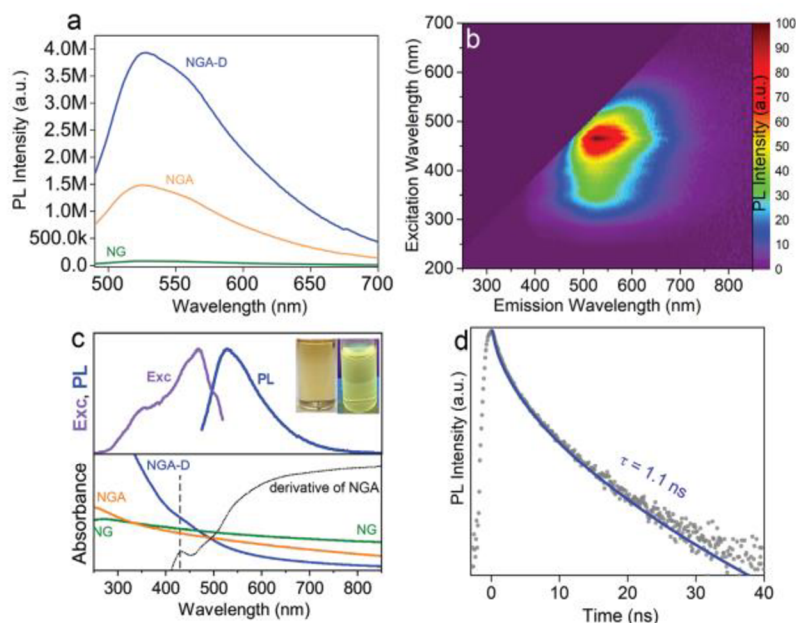 a
4.0M
3.5M
3.0M
2.5M
2.0M
1.5M
1.0M
500.0k
0.0
PL Intensity (a.u.)
NGA-D
NGA
NG
500 550 600 650 700
Wavelength (nm)
b
700
600
500
400
300
200
Excitation Wavelength (nm)
300 400 500 600 700 800
Emission Wavelength (nm)
100
90
80
70
60
50
40
30
20
10
0
PL Intensity (a.u.)
c
Exc, PL
Exc
PL
Absorbance
NGA-D
derivative of NGA
NGA
NG
NG
300 400 500 600 700 800
Wavelength (nm)
d
PL Intensity (a.u.)
τ = 1.1 ns
0 10 20 30 40
Time (ns)